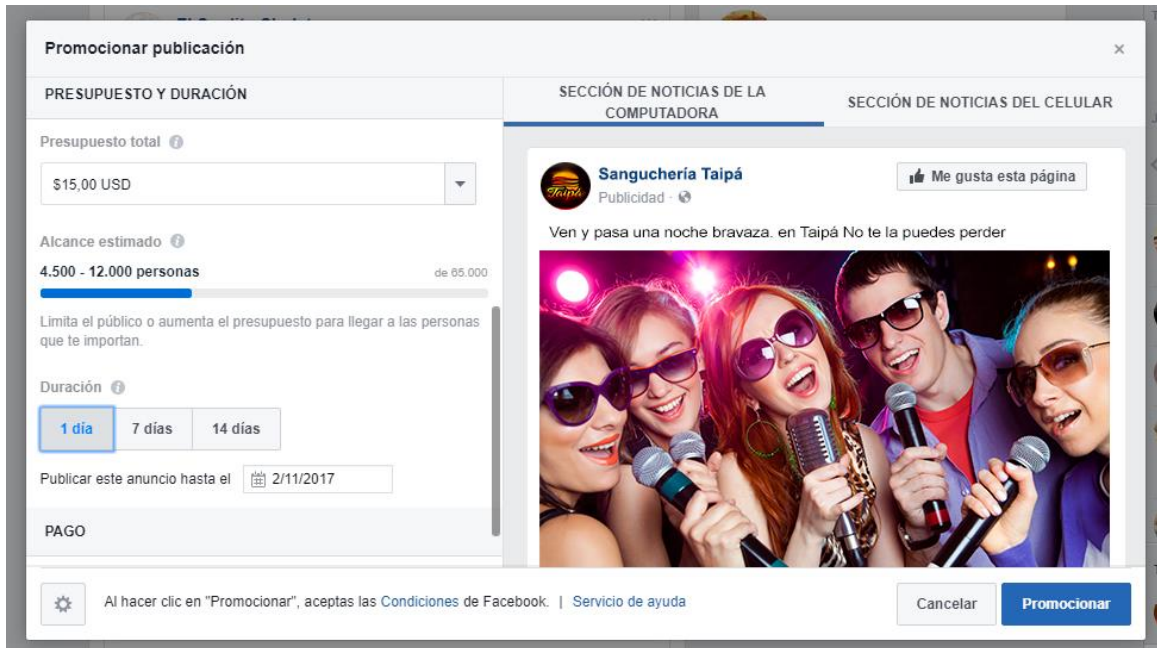 Promocionar publicación
×
PRESUPUESTO Y DURACIÓN
Presupuesto total
$15,00 USD
Alcance estimado
4.500 - 12.000 personas
de 65.000
Limita el público o aumenta el presupuesto para llegar a las personas
que te importan.
Duración
1 día
7 días
14 días
Publicar este anuncio hasta el
2/11/2017
PAGO
SECCIÓN DE NOTICIAS DE LA
COMPUTADORA
SECCIÓN DE NOTICIAS DEL CELULAR
Taipá
Sanguchería Taipá
Publicidad ·
Me gusta esta página
Ven y pasa una noche bravaza. en Taipá No te la puedes perder
Al hacer clic en "Promocionar", aceptas las Condiciones de Facebook. | Servicio de ayuda
Cancelar
Promocionar